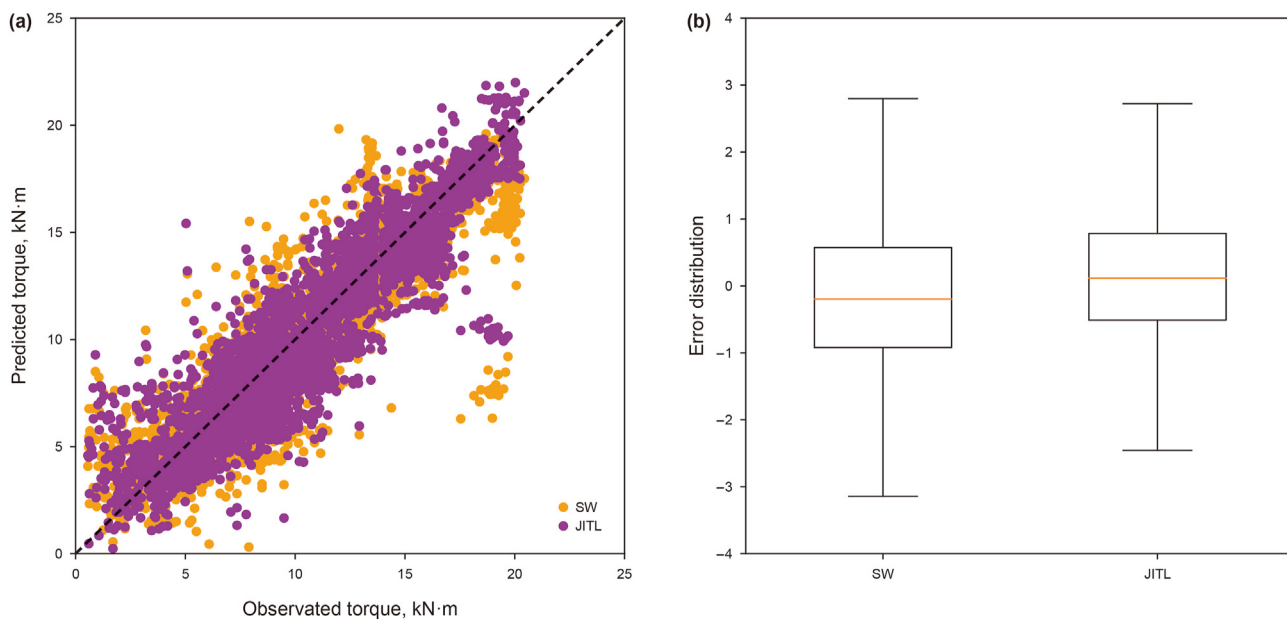 (a)
25
20
15
10
5
0
Predicted torque, kN·m
0 5 10 15 20 25
Observated torque, kN·m
SW
JITL
(b)
4
3
2
1
0
−1
−2
−3
−4
Error distribution
SW JITL